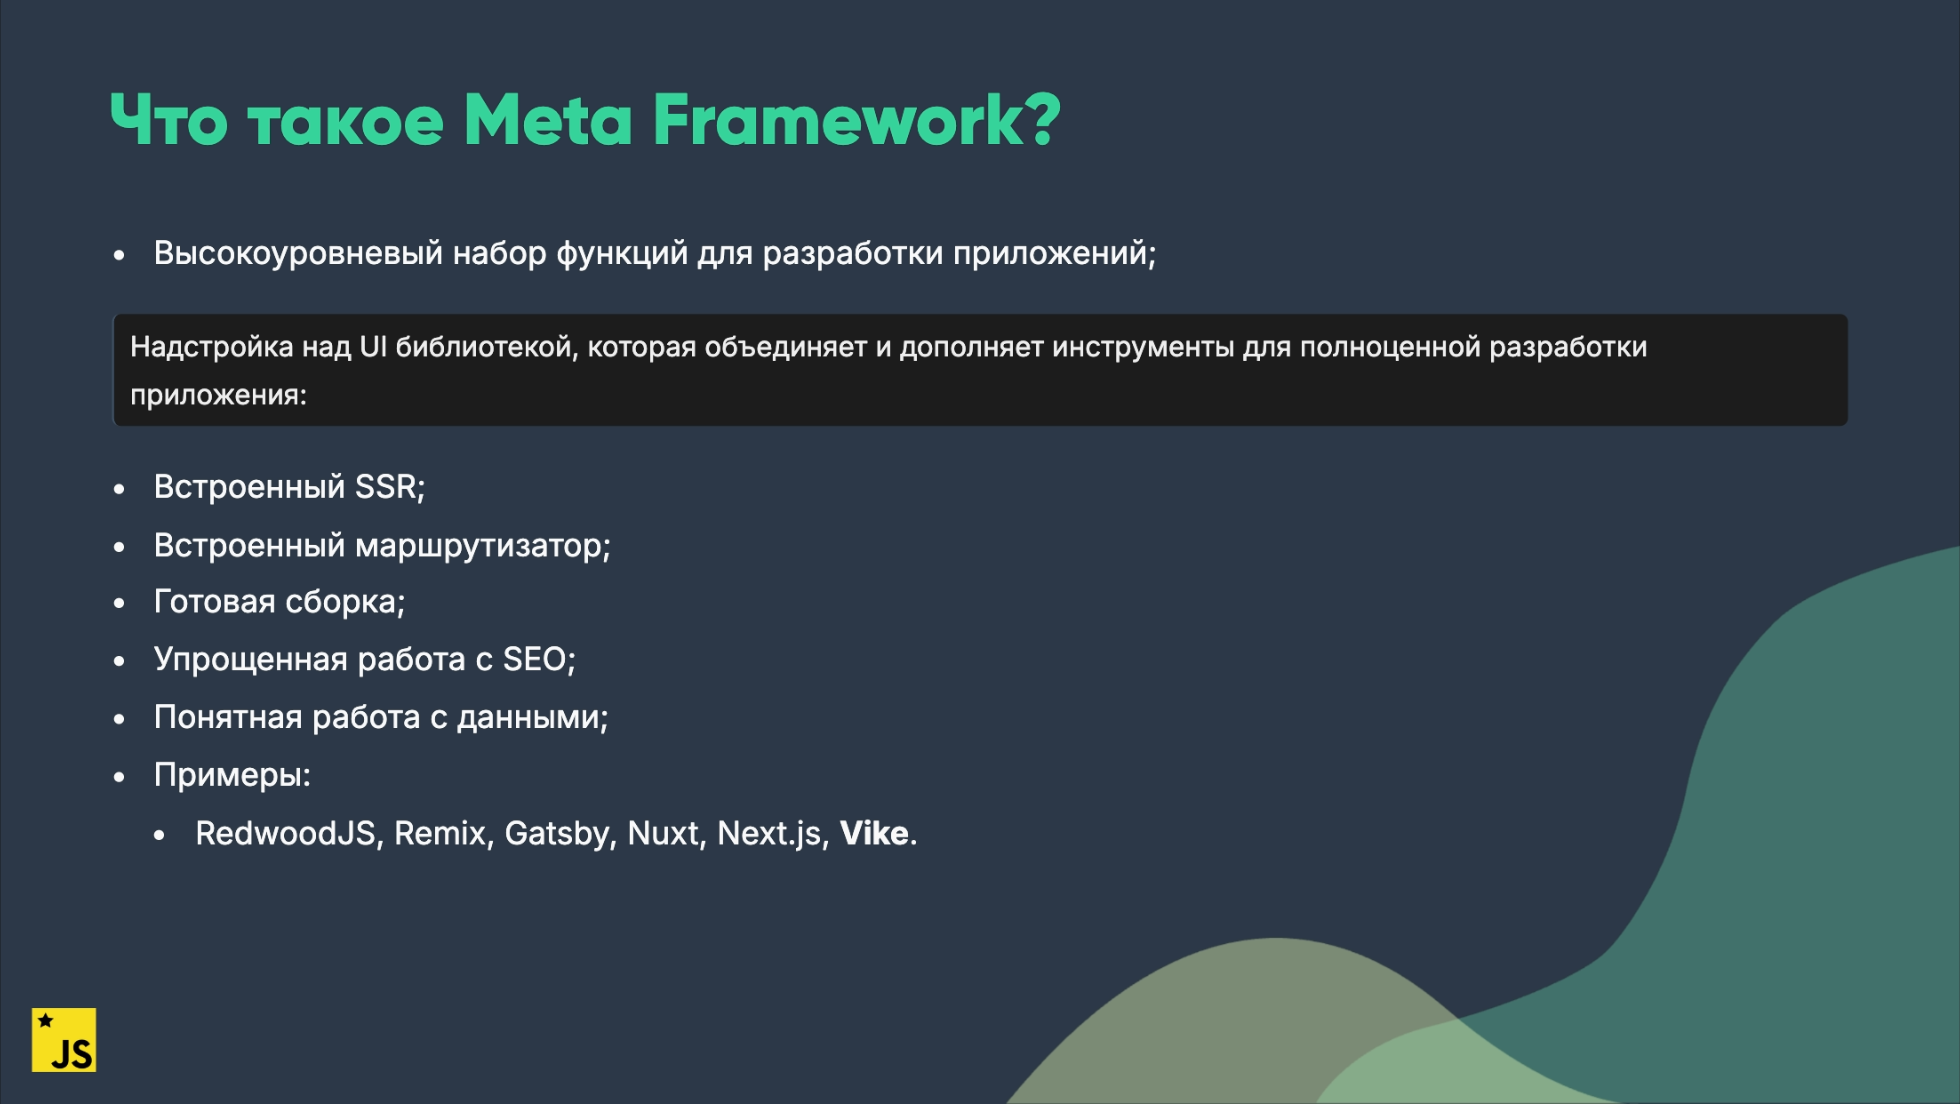 Что такое Meta Framework?
• Высокоуровневый набор функций для разработки приложений;
Надстройка над UI библиотекой, которая объединяет и дополняет инструменты для полноценной разработки
приложения:
• Встроенный SSR;
• Встроенный маршрутизатор;
• Готовая сборка;
• Упрощенная работа с SEO;
• Понятная работа с данными;
• Примеры:
• RedwoodJS, Remix, Gatsby, Nuxt, Next.js, Vike.
JS